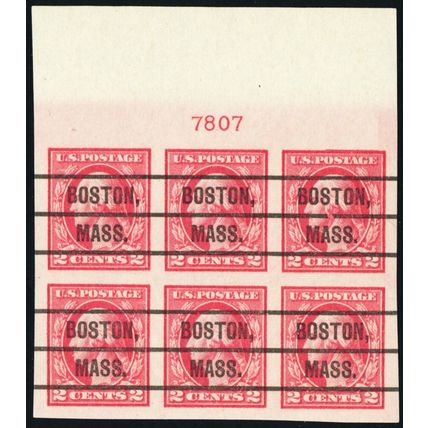 7807
U.S. POSTAGE U.S. POSTAGE U.S. POSTAGE
BOSTON, BOSTON, BOSTON,
MASS. MASS. MASS.
2 CENTS 2 2 CENTS 2 2 CENTS 2
U.S. POSTAGE U.S. POSTAGE U.S. POSTAGE
BOSTON, BOSTON, BOSTON,
MASS. MASS. MASS.
2 CENTS 2 2 CENTS 2 2 CENTS 2